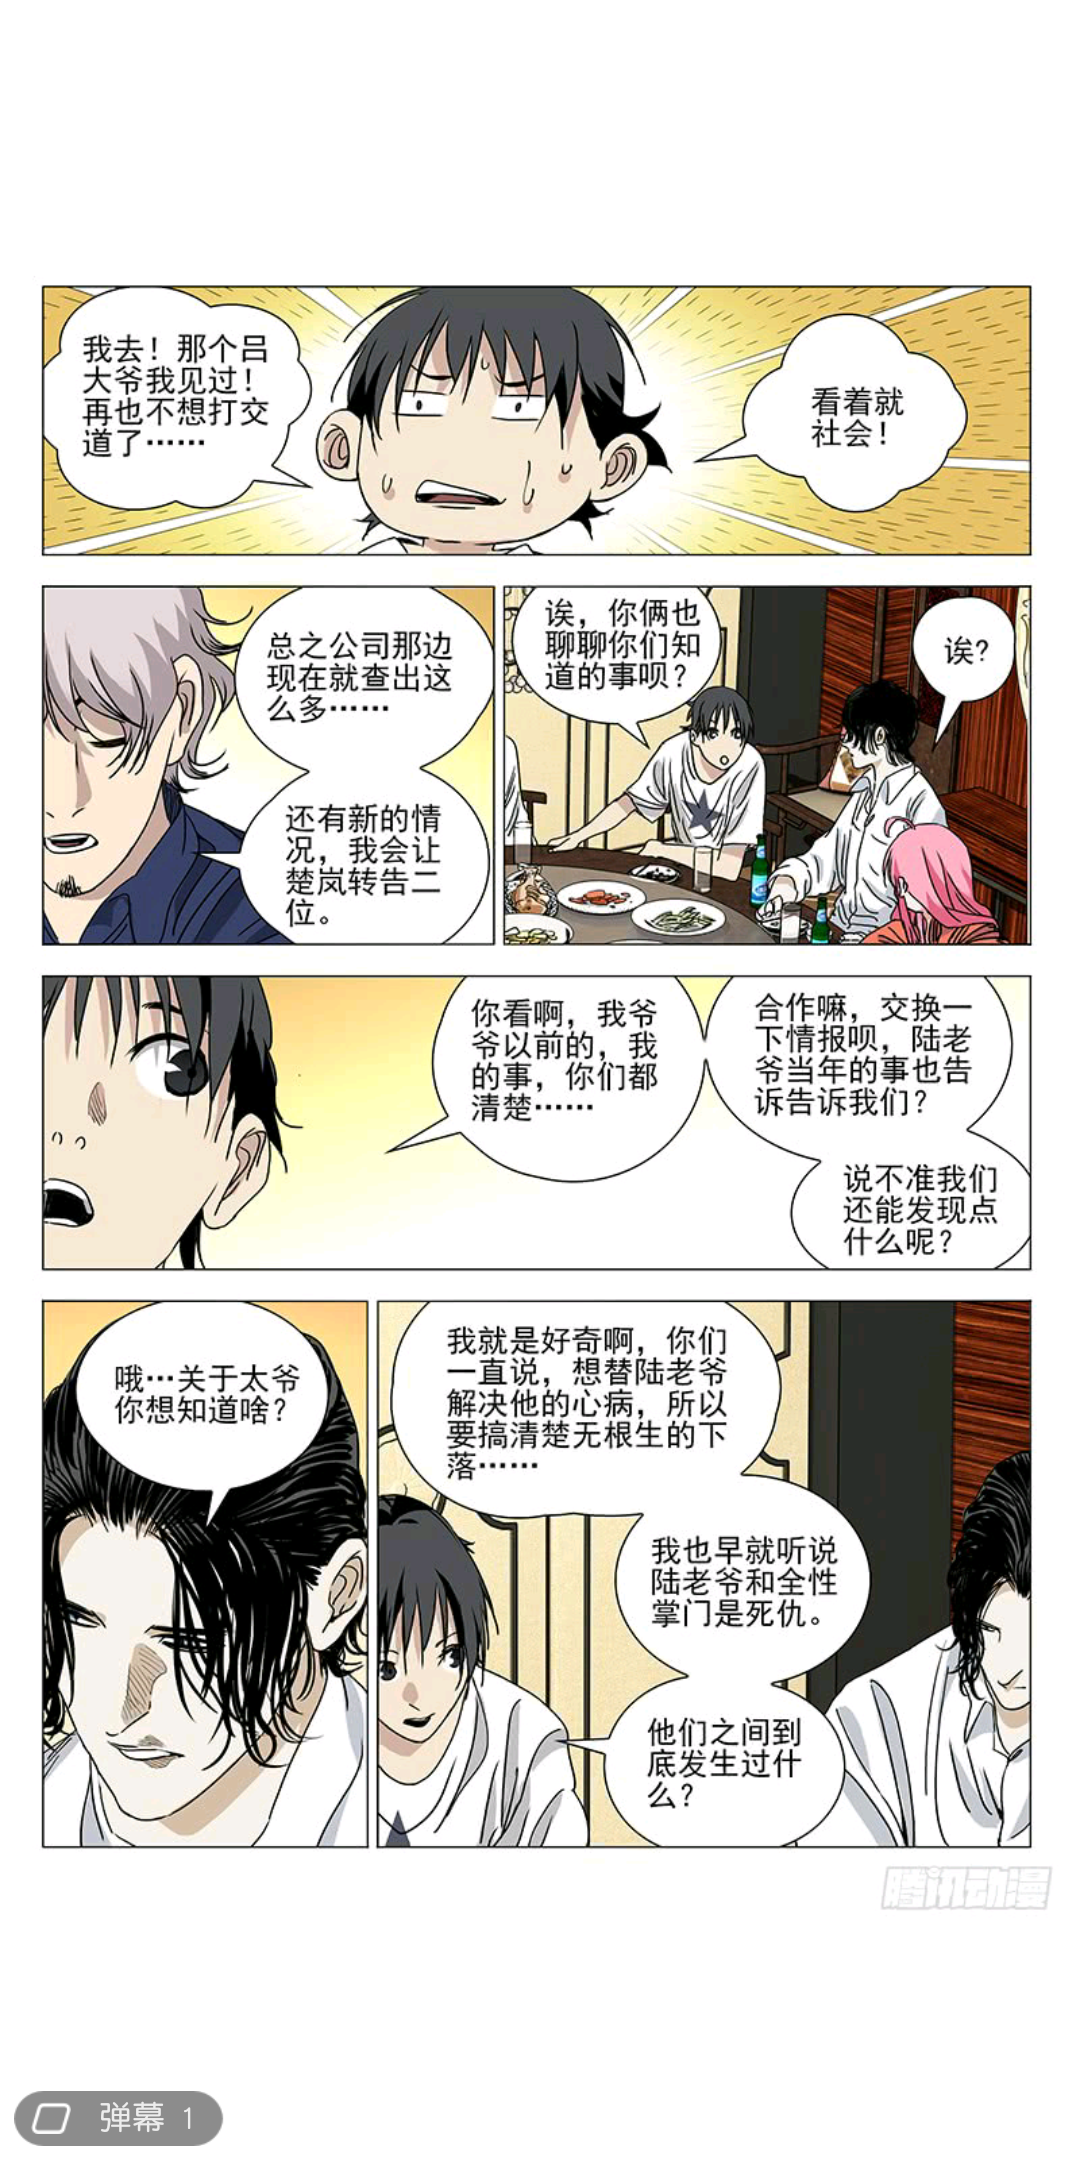 我去！那个吕
大爷我见过！
再也不想打交
道了……
看着就
社会！
总之公司那边
现在就查出这
么多……
还有新的情
况，我会让
楚岚转告二
位。
诶，你俩也
聊聊你们知
道的事呗？
诶?
你看啊，我爷
爷以前的，我
的事，你们都
清楚……
合作嘛，交换一
下情报呗，陆老
爷当年的事也告
诉告诉我们？
说不准我们
还能发现点
什么呢？
哦…关于太爷
你想知道啥？
我就是好奇啊，你们
一直说，想替陆老爷
解决他的心病，所以
要搞清楚无根生的下
落……
我也早就听说
陆老爷和全性
掌门是死仇。
他们之间到
底发生过什
么？
腾讯动漫
弹幕 1